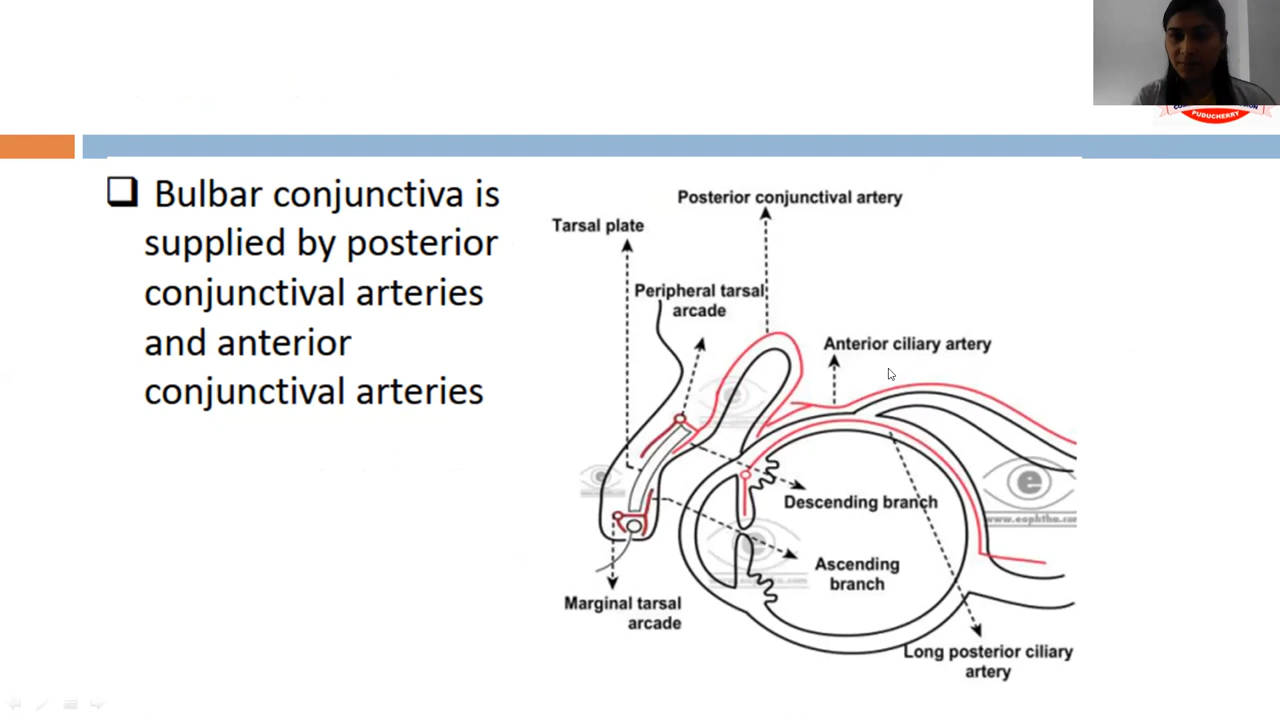 PUDUCHERRY
❑ Bulbar conjunctiva is
supplied by posterior
conjunctival arteries
and anterior
conjunctival arteries
Posterior conjunctival artery
Tarsal plate
Peripheral tarsal
arcade
Anterior ciliary artery
Descending branch
Ascending
branch
Marginal tarsal
arcade
Long posterior ciliary
artery
e